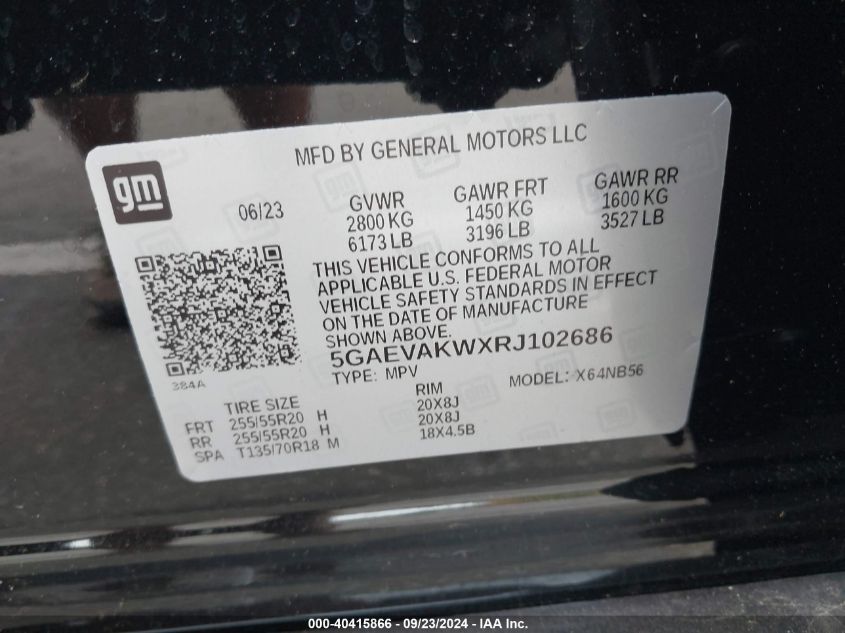 MFD BY GENERAL MOTORS LLC
gm
06/23
GVWR GAWR FRT GAWR RR
2800 KG 1450 KG 1600 KG
6173 LB 3196 LB 3527 LB
THIS VEHICLE CONFORMS TO ALL
APPLICABLE U.S. FEDERAL MOTOR
VEHICLE SAFETY STANDARDS IN EFFECT
ON THE DATE OF MANUFACTURE
SHOWN ABOVE.
5GAEVAKWXRJ102686
TYPE: MPV MODEL: X64NB56
384A
TIRE SIZE RIM
FRT 255/55R20 H 20X8J
RR 255/55R20 H 20X8J
SPA T135/70R18 M 18X4.5B
000-40415866 - 09/23/2024 - IAA Inc.